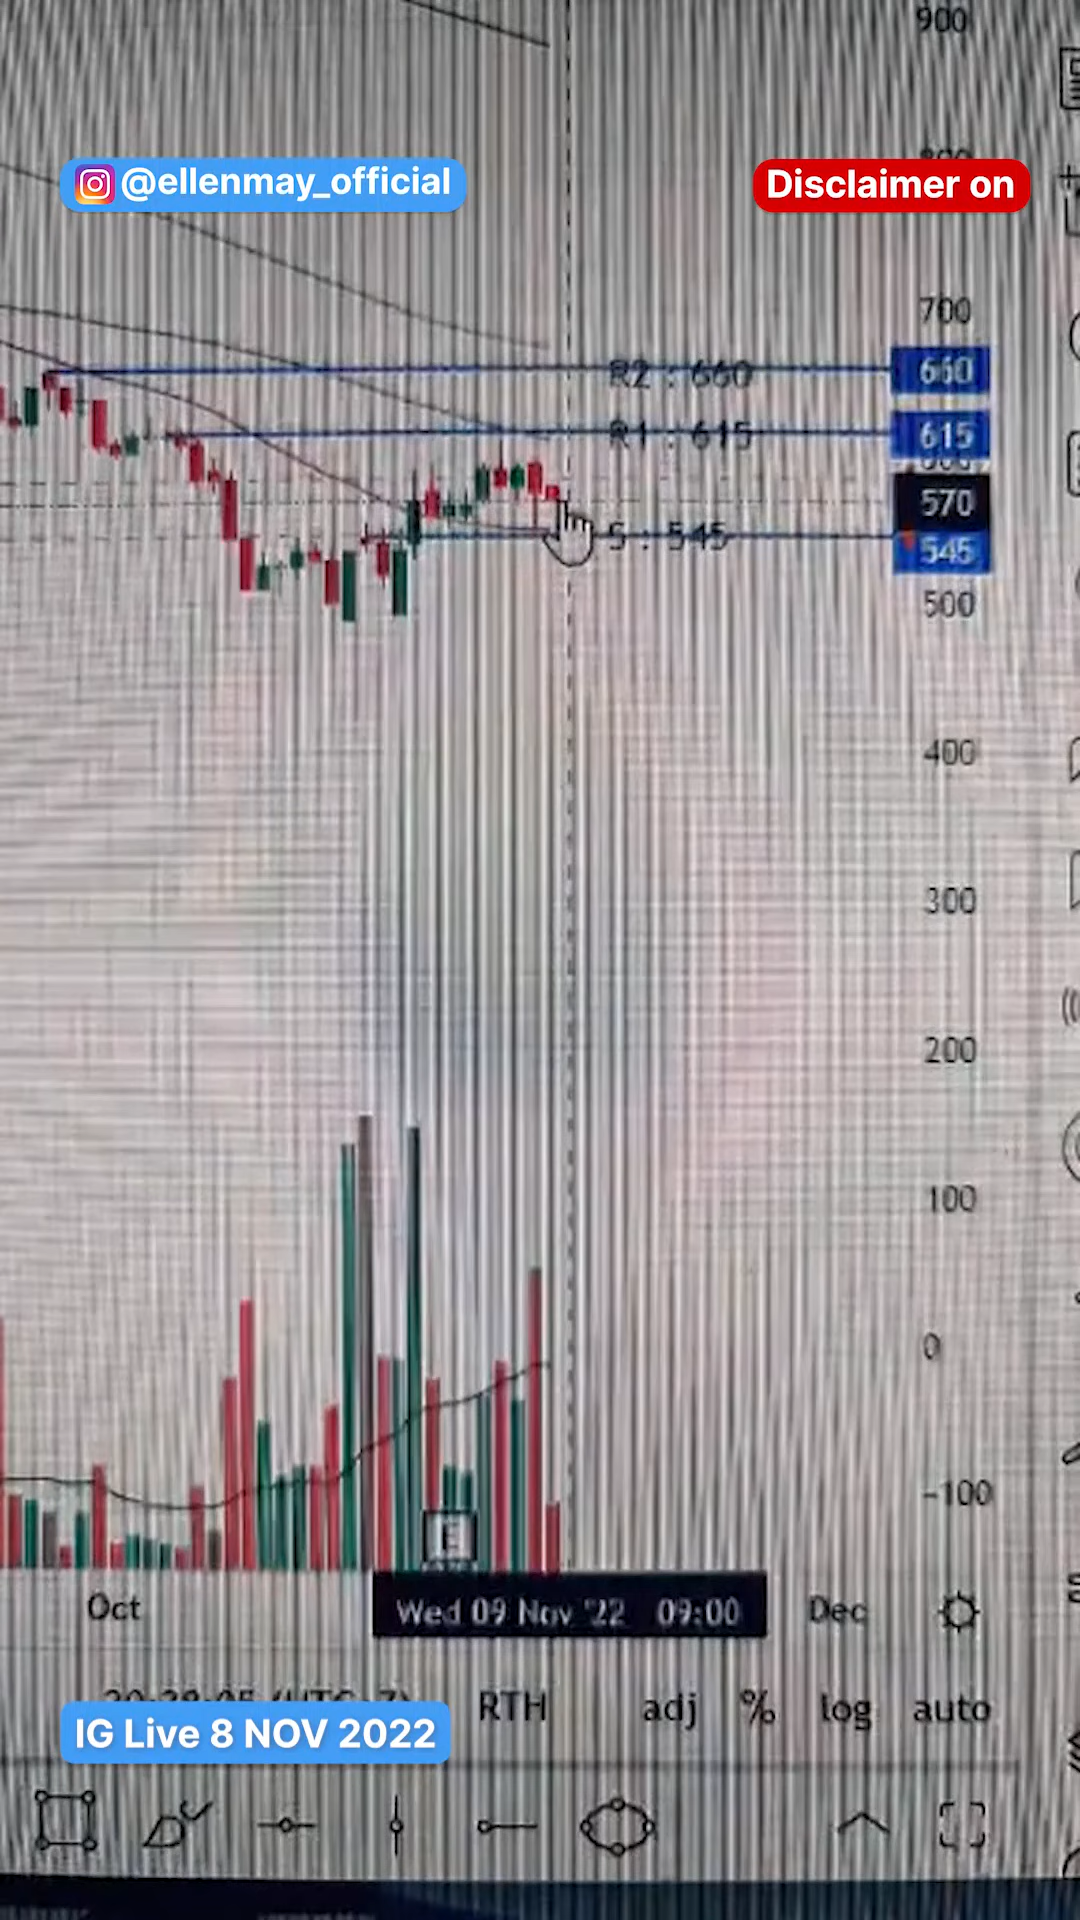 900
@ellenmay_official
Disclaimer on
700
R2 : 660
660
R1 : 615
615
570
S : 545
545
500
400
300
200
100
0
-100
E
Oct
Wed 09 Nov '22 09:00
Dec
RTH
adj
%
log
auto
IG Live 8 NOV 2022